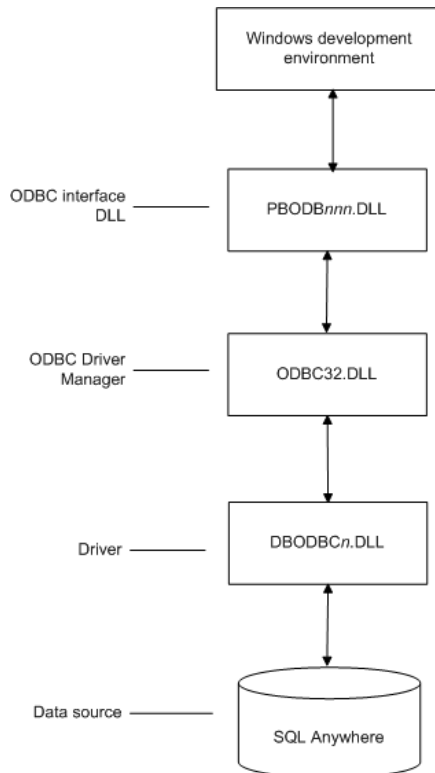 Windows development
environment
ODBC interface
DLL
PBODBnnn.DLL
ODBC Driver
Manager
ODBC32.DLL
Driver
DBODBCn.DLL
Data source
SQL Anywhere